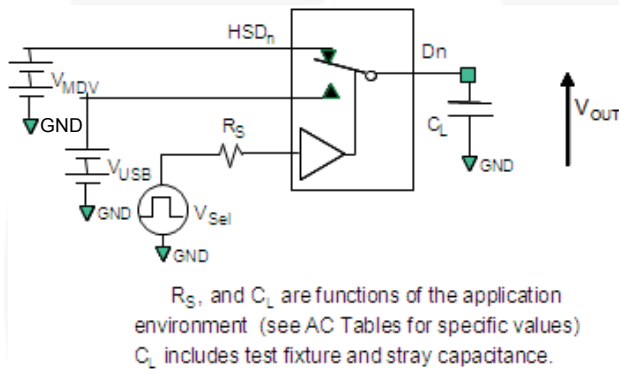 HSDn
Dn
VMDV
GND
RS
CL
VOUT
GND
VUSB
GND
VSel
GND
RS, and CL are functions of the application
environment (see AC Tables for specific values)
CL includes test fixture and stray capacitance.